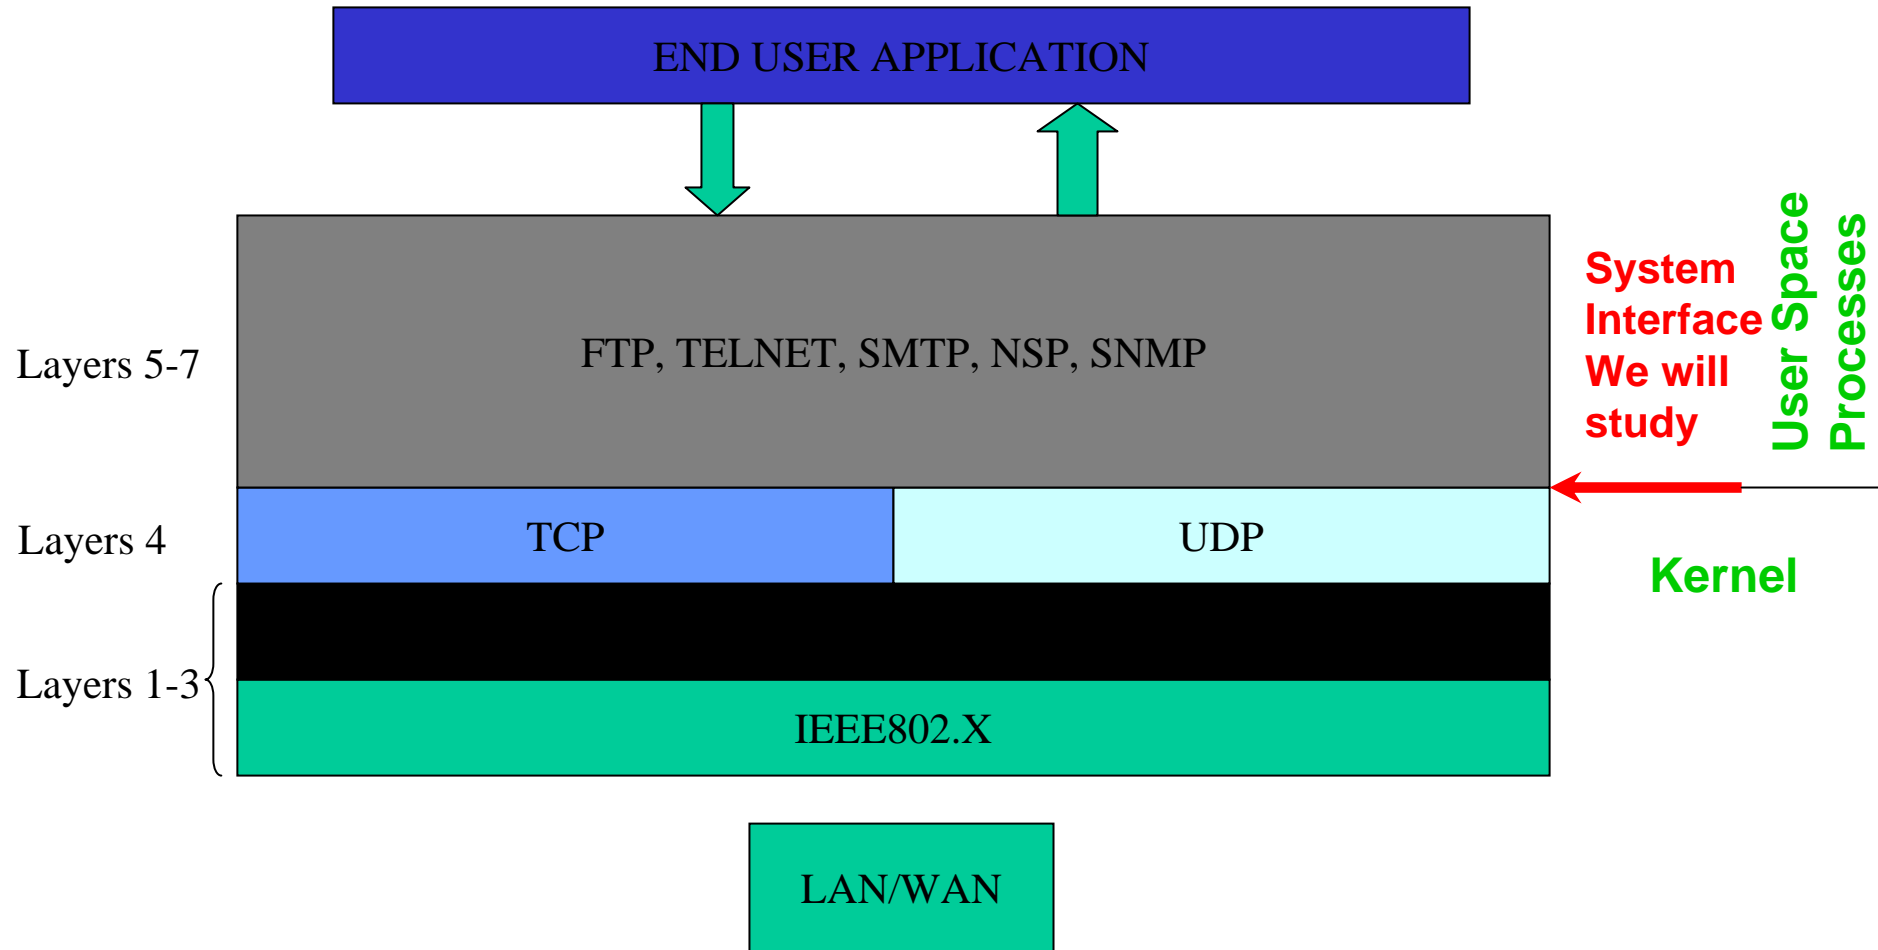 END USER APPLICATION
Layers 5-7
FTP, TELNET, SMTP, NSP, SNMP
System
Interface
We will
study
User Space
Processes
Layers 4
TCP
UDP
Kernel
Layers 1-3
IEEE802.X
LAN/WAN